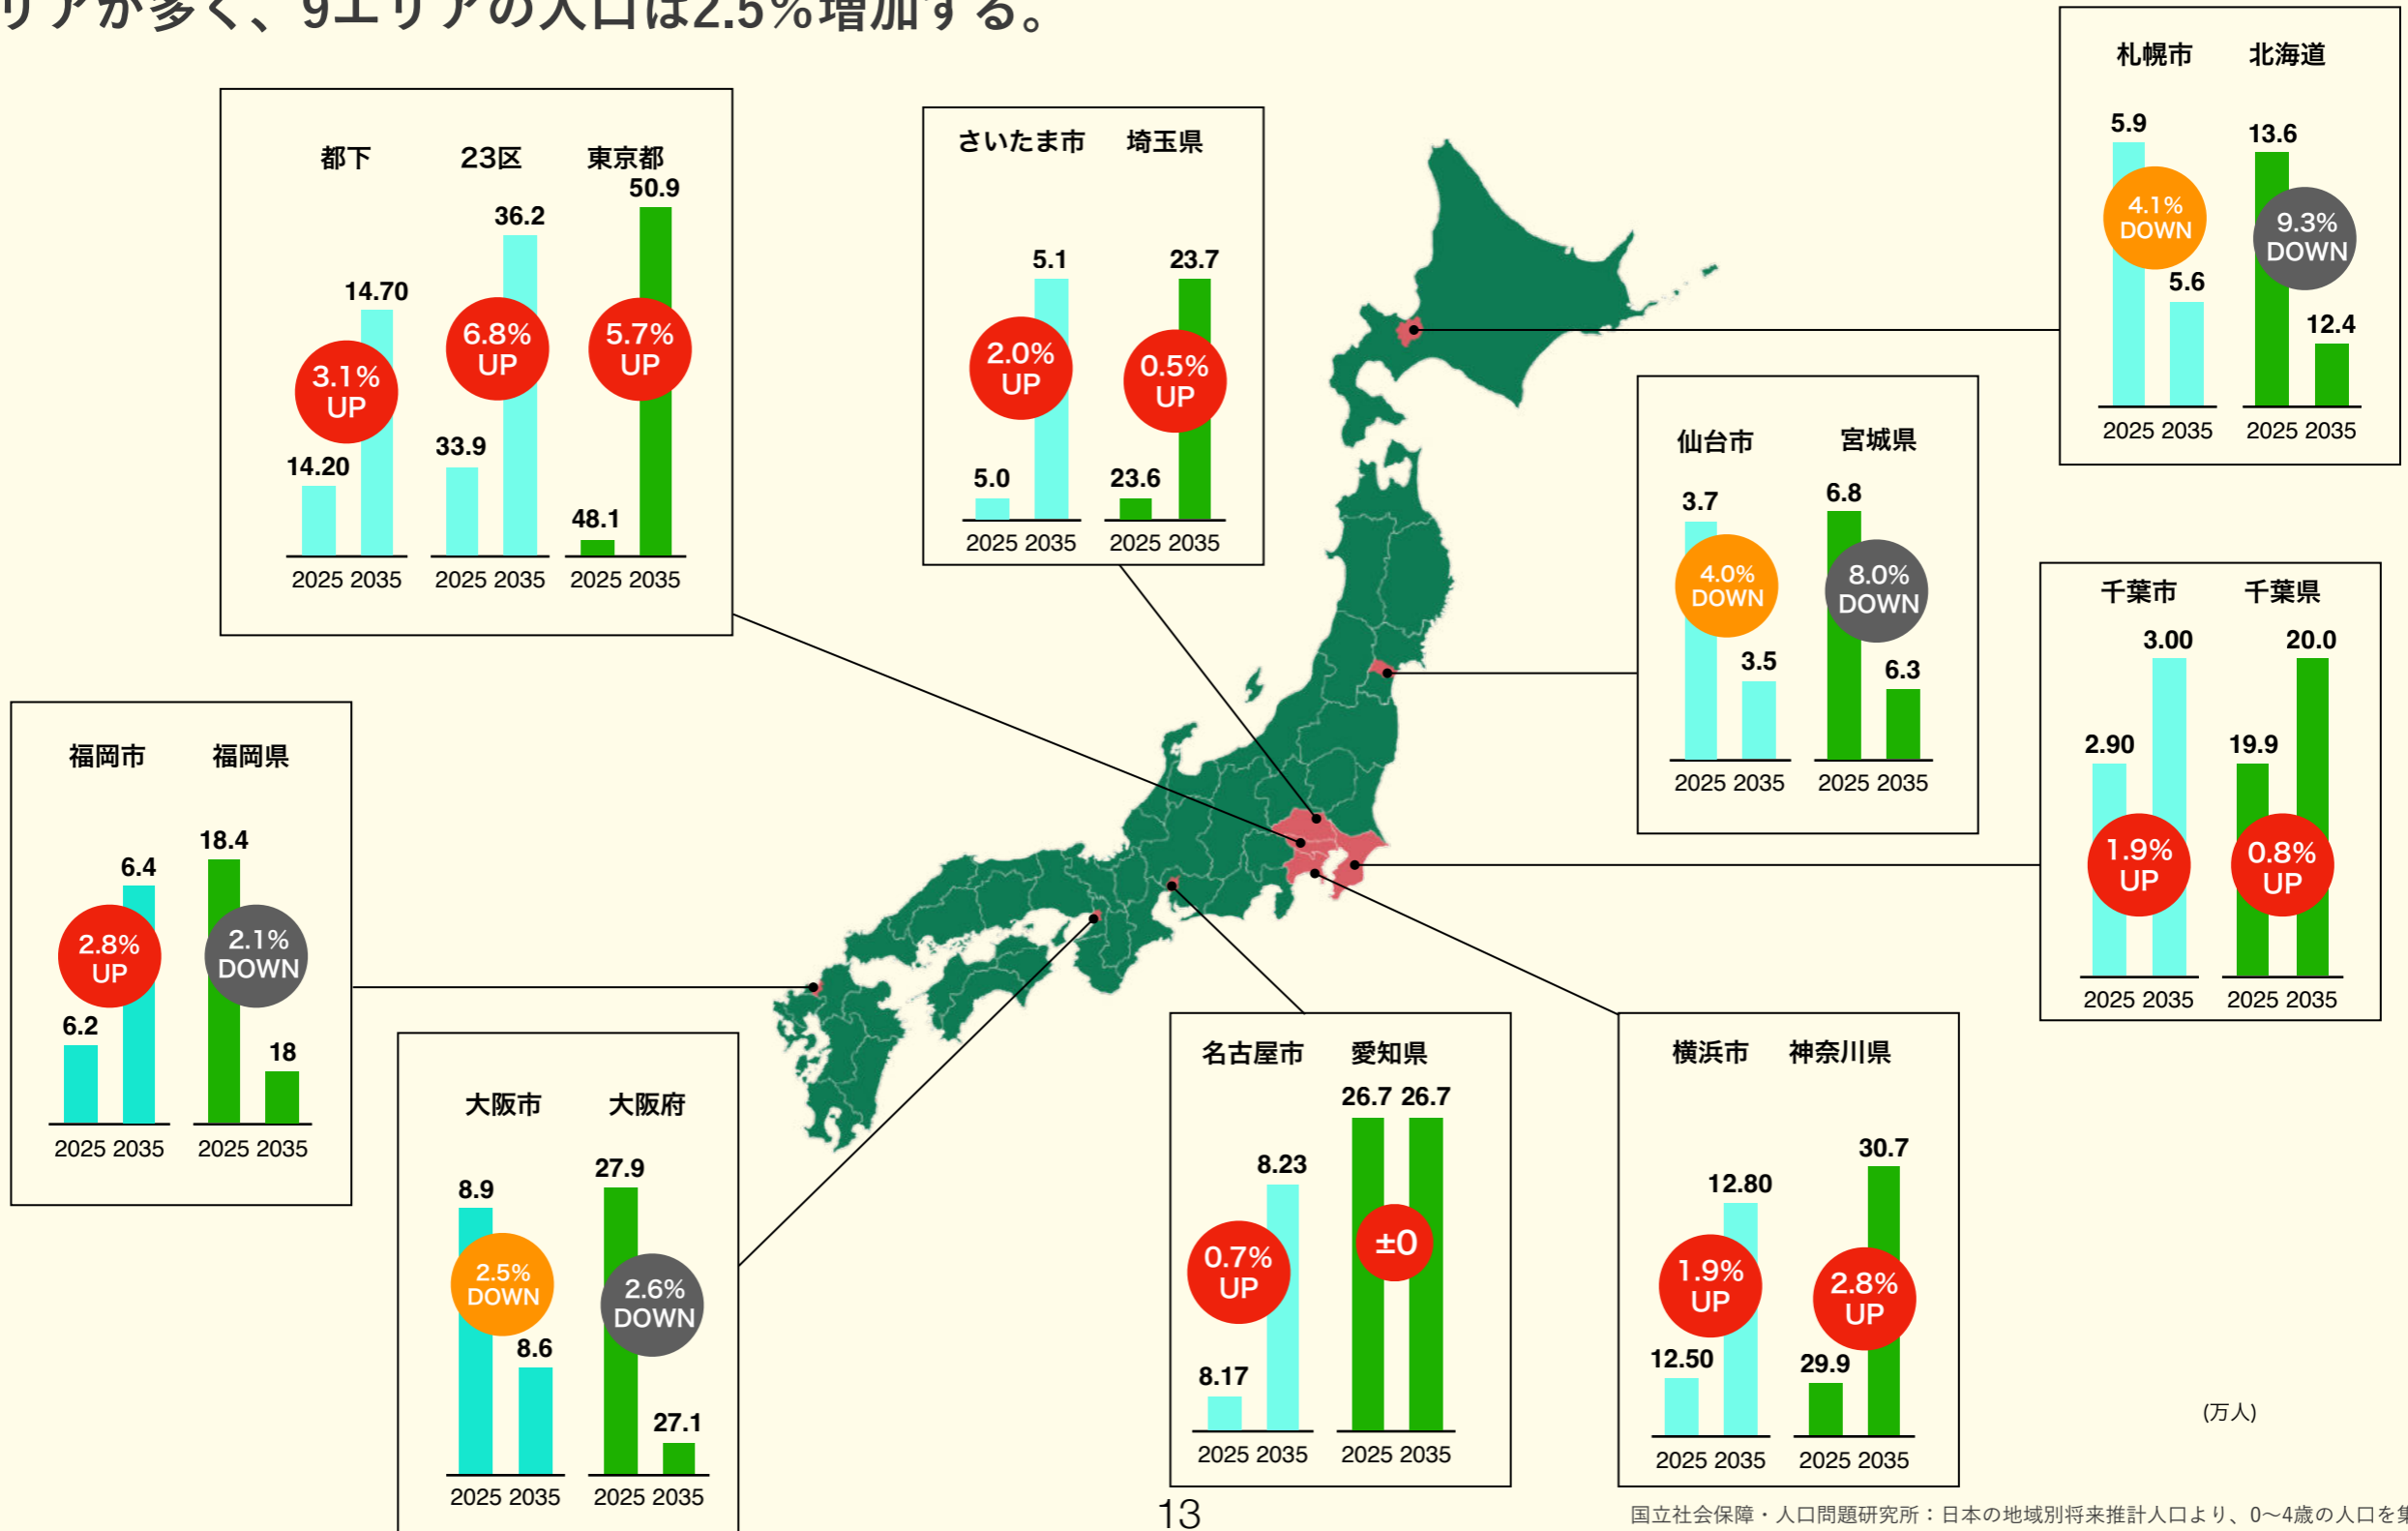 リアが多く、9エリアの人口は2.5%増加する。
札幌市 北海道
5.9 13.6
4.1%
DOWN
9.3%
DOWN
5.6
12.4
2025 2035 2025 2035
都下 23区 東京都
50.9
36.2
14.70
3.1%
UP
6.8%
UP
5.7%
UP
14.20
33.9
48.1
2025 2035 2025 2035 2025 2035
さいたま市 埼玉県
5.1 23.7
2.0%
UP
0.5%
UP
5.0 23.6
2025 2035 2025 2035
仙台市 宮城県
3.7 6.8
4.0%
DOWN
8.0%
DOWN
3.5 6.3
2025 2035 2025 2035
千葉市 千葉県
3.00 20.0
2.90 19.9
1.9%
UP
0.8%
UP
2025 2035 2025 2035
福岡市 福岡県
18.4
6.4
2.8%
UP
2.1%
DOWN
6.2
18
2025 2035 2025 2035
大阪市 大阪府
8.9 27.9
2.5%
DOWN
2.6%
DOWN
8.6
27.1
2025 2035 2025 2035
名古屋市 愛知県
26.7 26.7
8.23
0.7%
UP
±0
8.17
2025 2035 2025 2035
横浜市 神奈川県
30.7
12.80
1.9%
UP
2.8%
UP
12.50 29.9
2025 2035 2025 2035
(万人)
13
国立社会保障・人口問題研究所：日本の地域別将来推計人口より、0〜4歳の人口を集